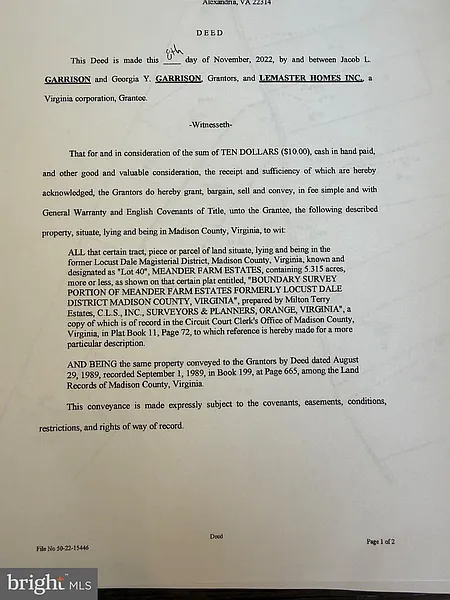 Alexandria, VA 22314
DEED
This Deed is made this 8th day of November, 2022, by and between Jacob L.
GARRISON and Georgia Y. GARRISON, Grantors, and LEMASTER HOMES INC., a
Virginia corporation, Grantee.
-Witnesseth-
That for and in consideration of the sum of TEN DOLLARS ($10.00), cash in hand paid,
and other good and valuable consideration, the receipt and sufficiency of which are hereby
acknowledged, the Grantors do hereby grant, bargain, sell and convey, in fee simple and with
General Warranty and English Covenants of Title, unto the Grantee, the following described
property, situate, lying and being in Madison County, Virginia, to wit:
ALL that certain tract, piece or parcel of land situate, lying and being in the
former Locust Dale Magisterial District, Madison County, Virginia, known and
designated as "Lot 40", MEANDER FARM ESTATES, containing 5.315 acres,
more or less, as shown on that certain plat entitled, "BOUNDARY SURVEY
PORTION OF MEANDER FARM ESTATES FORMERLY LOCUST DALE
DISTRICT MADISON COUNTY, VIRGINIA", prepared by Milton Terry
Estates, C.L.S., INC., SURVEYORS & PLANNERS, ORANGE, VIRGINIA", a
copy of which is of record in the Circuit Court Clerk's Office of Madison County,
Virginia, in Plat Book 11, Page 72, to which reference is hereby made for a more
particular description.
AND BEING the same property conveyed to the Grantors by Deed dated August
29, 1989, recorded September 1, 1989, in Book 199, at Page 665, among the Land
Records of Madison County, Virginia.
This conveyance is made expressly subject to the covenants, easements, conditions,
restrictions, and rights of way of record.
Deed
File No 50-22-15446
Page 1 of 2
bright MLS